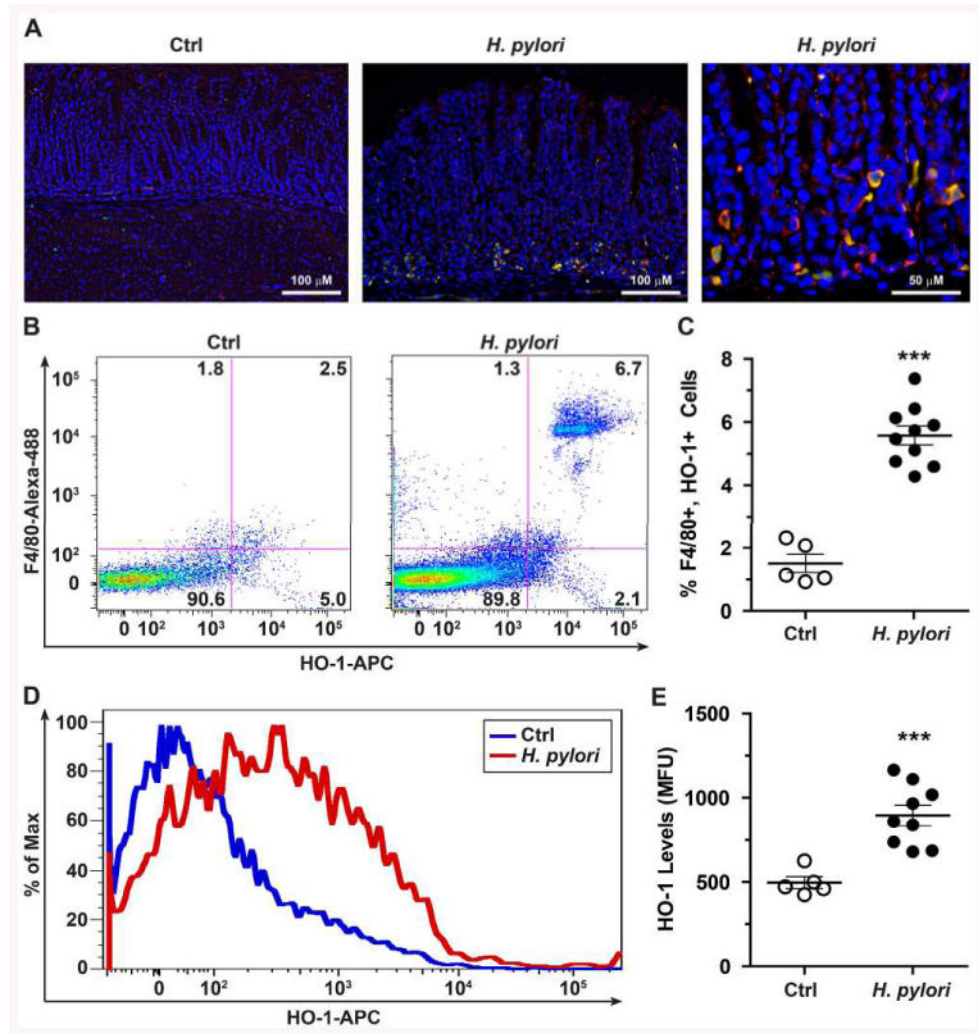 A
Ctrl
H. pylori
H. pylori
100 μM
100 μM
50 μM
B
Ctrl
H. pylori
F4/80-Alexa-488
10⁵
10⁴
10³
10²
0
1.8
2.5
90.6
5.0
0 10² 10³ 10⁴ 10⁵
1.3
6.7
89.8
2.1
0 10² 10³ 10⁴ 10⁵
HO-1-APC
C
% F4/80+, HO-1+ Cells
8
6
4
2
0
***
Ctrl
H. pylori
D
% of Max
100
80
60
40
20
0
Ctrl
H. pylori
0 10² 10³ 10⁴ 10⁵
HO-1-APC
E
HO-1 Levels (MFU)
1500
1000
500
0
***
Ctrl
H. pylori